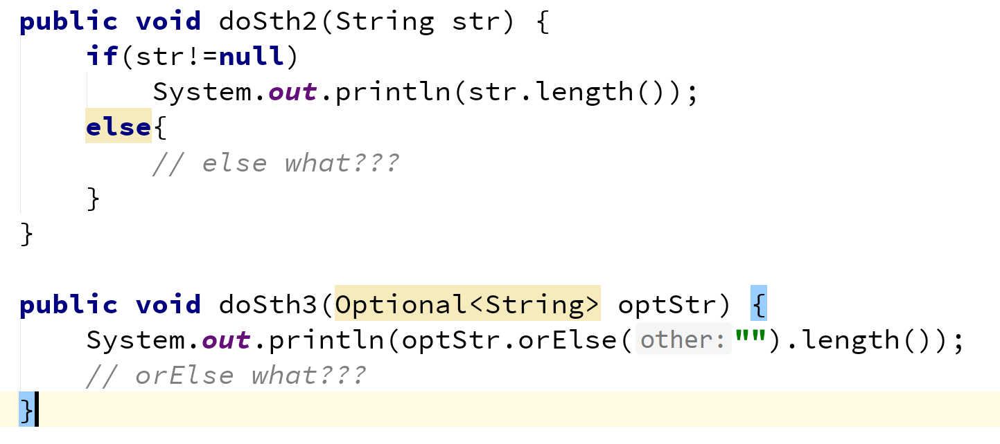 public void doSth2(String str) {
if(str!=null)
System.out.println(str.length());
else{
// else what???
}
}
public void doSth3(Optional<String> optStr) {
System.out.println(optStr.orElse( other: "").length());
// orElse what???
}